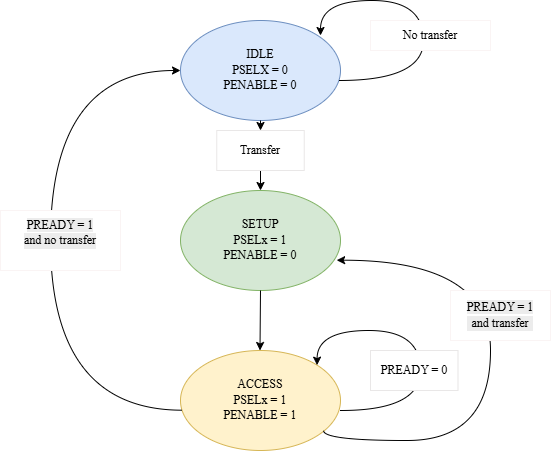 No transfer
IDLE
PSELX = 0
PENABLE = 0
Transfer
PREADY = 1
and no transfer
SETUP
PSELx = 1
PENABLE = 0
PREADY = 1
and transfer
PREADY = 0
ACCESS
PSELx = 1
PENABLE = 1